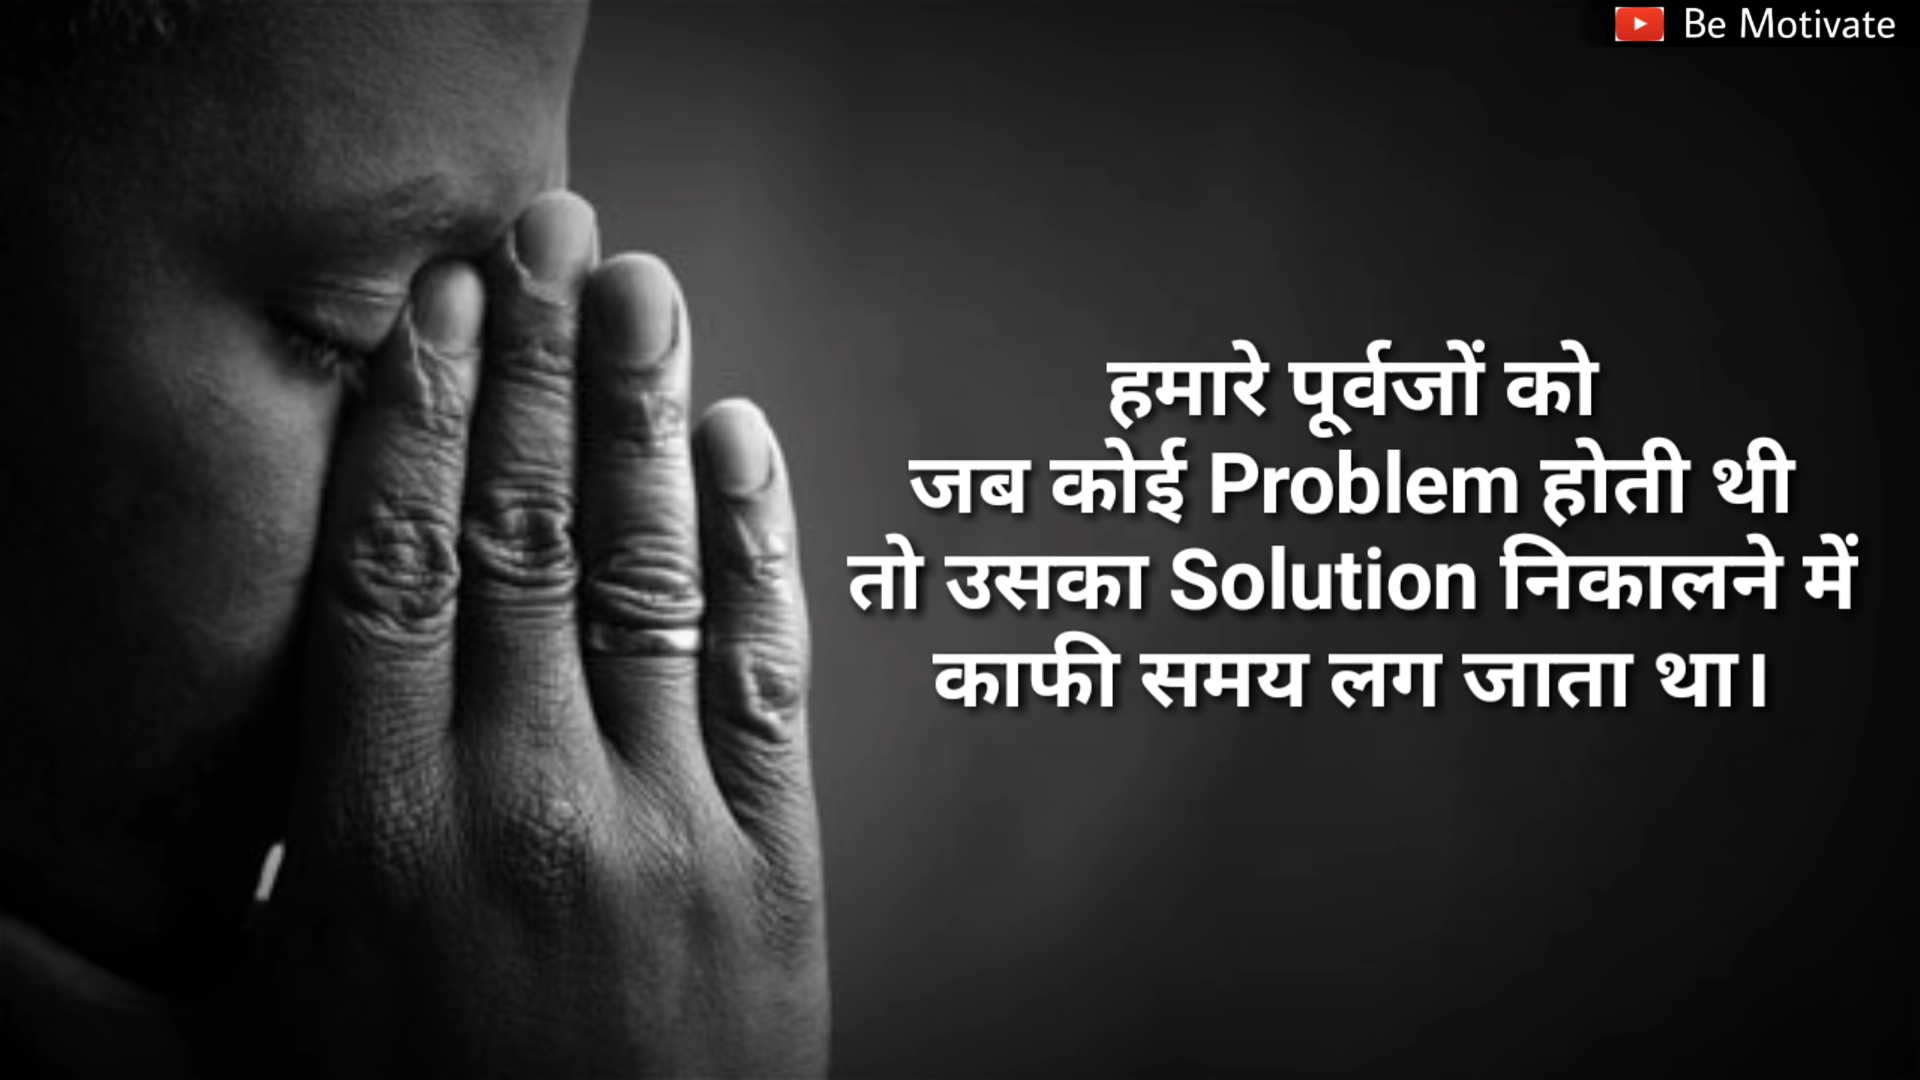 Be Motivate
हमारे पूर्वजों को
जब कोई Problem होती थी
तो उसका Solution निकालने में
काफी समय लग जाता था।